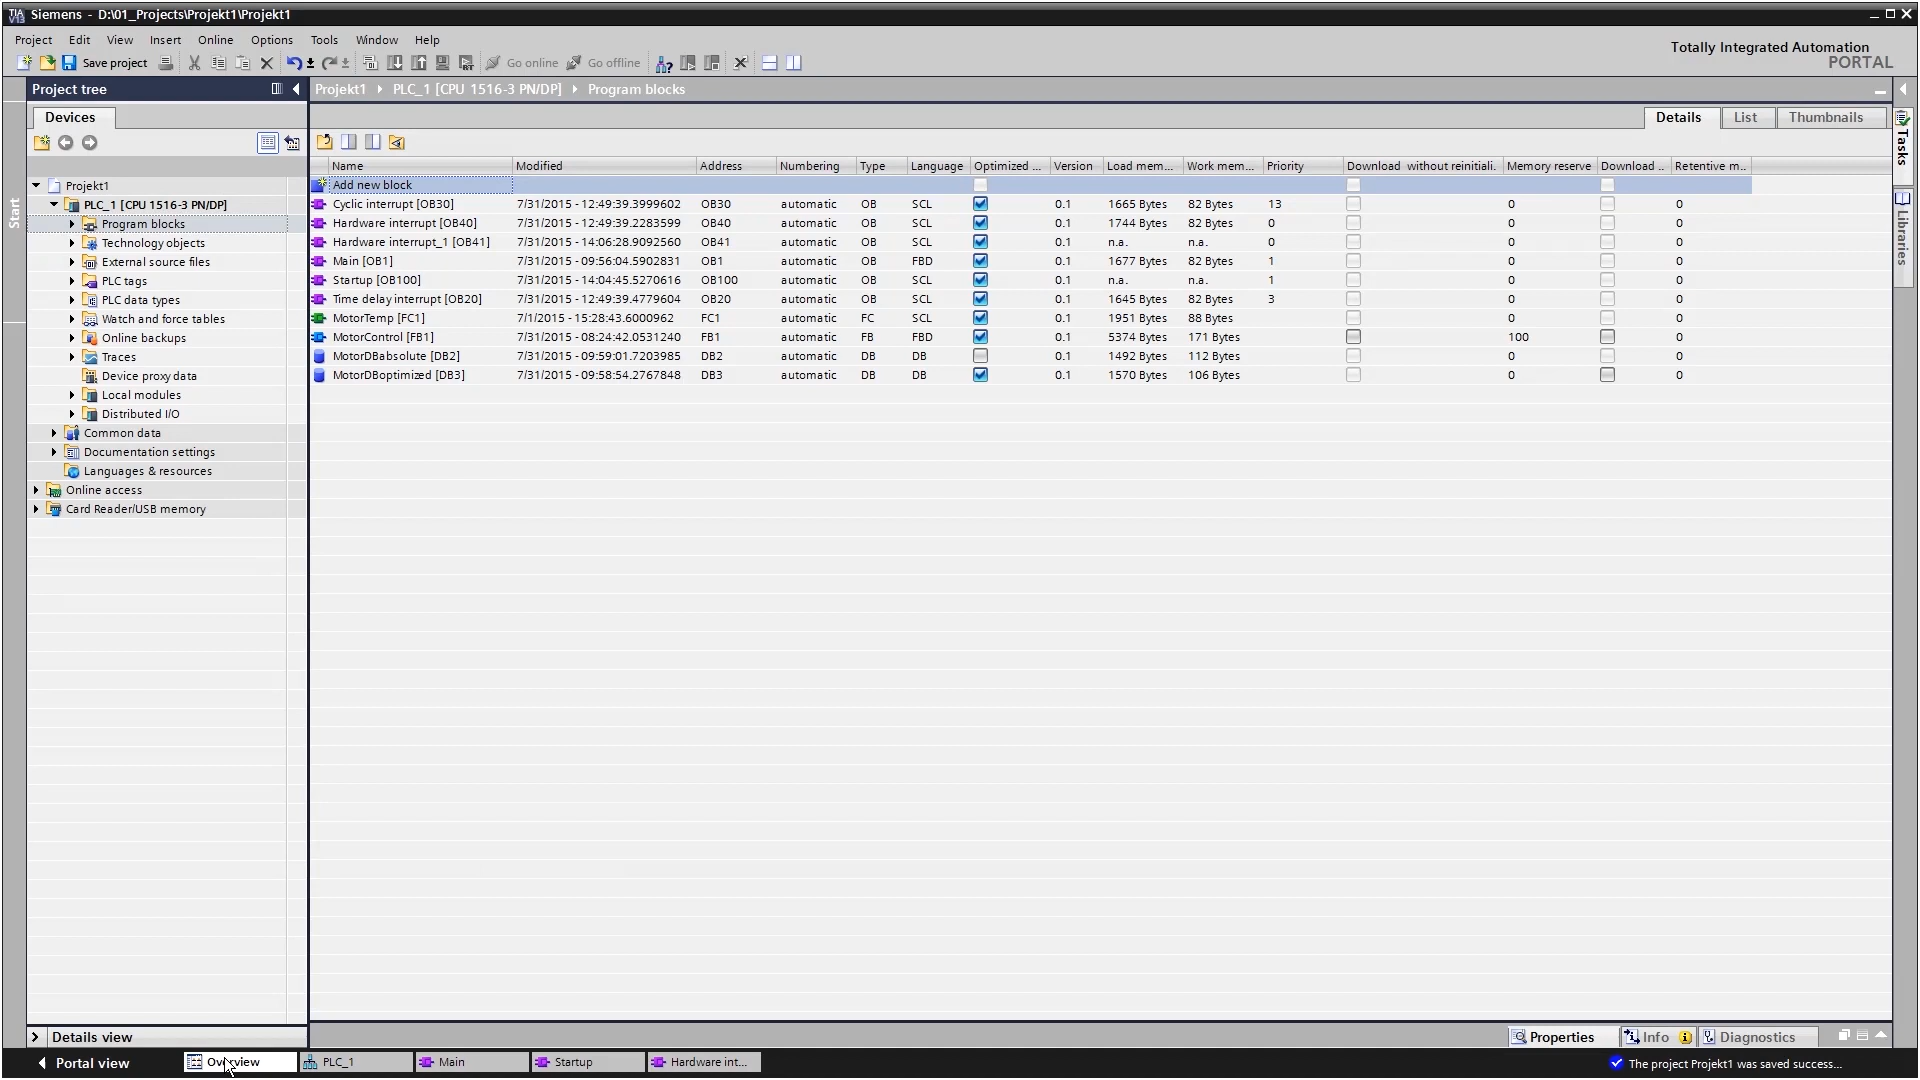 Siemens - D:\01_Projects\Projekt1\Projekt1
Project Edit View Insert Online Options Tools Window Help
Totally Integrated Automation
PORTAL
Save project Go online Go offline
Project tree
Projekt1 PLC_1 [CPU 1516-3 PN/DP] Program blocks
Devices
Details List Thumbnails
Tasks
Libraries
Start
Name Modified Address Numbering Type Language Optimized ... Version Load mem... Work mem... Priority Download without reinitiali. Memory reserve Download .. Retentive m..
Add new block
Cyclic interrupt [OB30] 7/31/2015 - 12:49:39.3999602 OB30 automatic OB SCL 0.1 1665 Bytes 82 Bytes 13 0 0
Hardware interrupt [OB40] 7/31/2015 - 12:49:39.2283599 OB40 automatic OB SCL 0.1 1744 Bytes 82 Bytes 0 0 0
Hardware interrupt_1 [OB41] 7/31/2015 - 14:06:28.9092560 OB41 automatic OB SCL 0.1 n.a. n.a. 0 0 0
Main [OB1] 7/31/2015 - 09:56:04.5902831 OB1 automatic OB FBD 0.1 1677 Bytes 82 Bytes 1 0 0
Startup [OB100] 7/31/2015 - 14:04:45.5270616 OB100 automatic OB SCL 0.1 n.a. n.a. 1 0 0
Time delay interrupt [OB20] 7/31/2015 - 12:49:39.4779604 OB20 automatic OB SCL 0.1 1645 Bytes 82 Bytes 3 0 0
MotorTemp [FC1] 7/1/2015 - 15:28:43.6000962 FC1 automatic FC SCL 0.1 1951 Bytes 88 Bytes 0 0
MotorControl [FB1] 7/31/2015 - 08:24:42.0531240 FB1 automatic FB FBD 0.1 5374 Bytes 171 Bytes 100 0
MotorDBabsolute [DB2] 7/31/2015 - 09:59:01.7203985 DB2 automatic DB DB 0.1 1492 Bytes 112 Bytes 0 0
MotorDBoptimized [DB3] 7/31/2015 - 09:58:54.2767848 DB3 automatic DB DB 0.1 1570 Bytes 106 Bytes 0 0
Projekt1
PLC_1 [CPU 1516-3 PN/DP]
Program blocks
Technology objects
External source files
PLC tags
PLC data types
Watch and force tables
Online backups
Traces
Device proxy data
Local modules
Distributed I/O
Common data
Documentation settings
Languages & resources
Online access
Card Reader/USB memory
Details view
Properties Info Diagnostics
Portal view Overview PLC_1 Main Startup Hardware int... The project Projekt1 was saved success...